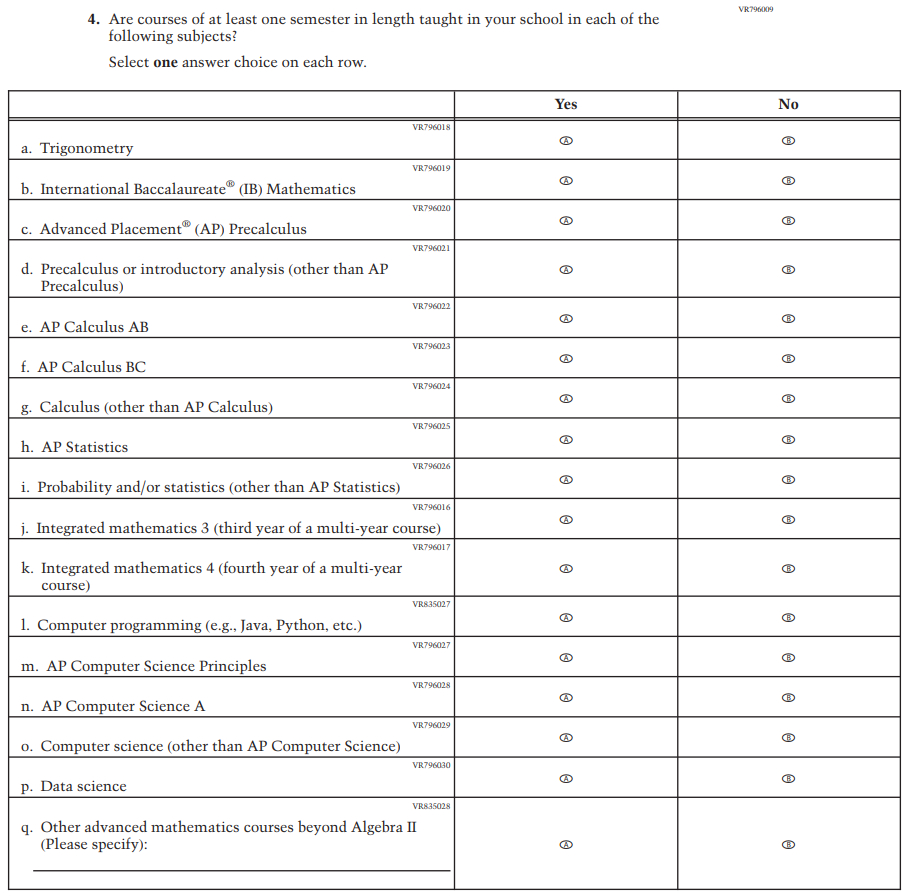 VR796009
4. Are courses of at least one semester in length taught in your school in each of the
following subjects?
Select one answer choice on each row.
Yes No
VR796018
a. Trigonometry
A B
VR796019
b. International Baccalaureate® (IB) Mathematics
A B
VR796020
c. Advanced Placement® (AP) Precalculus
A B
VR796021
d. Precalculus or introductory analysis (other than AP
Precalculus)
A B
VR796022
e. AP Calculus AB
A B
VR796023
f. AP Calculus BC
A B
VR796024
g. Calculus (other than AP Calculus)
A B
VR796025
h. AP Statistics
A B
VR796026
i. Probability and/or statistics (other than AP Statistics)
A B
VR796016
j. Integrated mathematics 3 (third year of a multi-year course)
A B
VR796017
k. Integrated mathematics 4 (fourth year of a multi-year
course)
A B
VR835027
l. Computer programming (e.g., Java, Python, etc.)
A B
VR796027
m. AP Computer Science Principles
A B
VR796028
n. AP Computer Science A
A B
VR796029
o. Computer science (other than AP Computer Science)
A B
VR796030
p. Data science
A B
VR835028
q. Other advanced mathematics courses beyond Algebra II
(Please specify):
A B